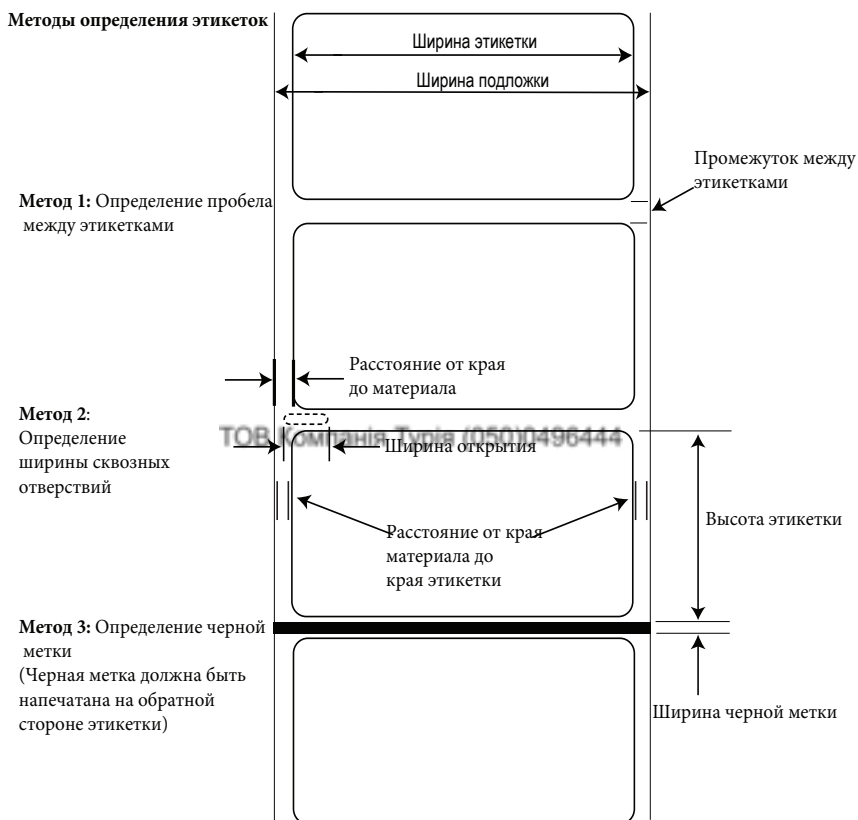 Методы определения этикеток
Ширина этикетки
Ширина подложки
Промежуток между
этикетками
Метод 1: Определение пробела
между этикетками
Расстояние от края
до материала
Метод 2:
Определение
ширины сквозных
отверствий
ТОВ Компанія Турія (050)0496444
Ширина открытия
Высота этикетки
Расстояние от края
материала до
края этикетки
Метод 3: Определение черной
метки
(Черная метка должна быть
напечатана на обратной
стороне этикетки)
Ширина черной метки